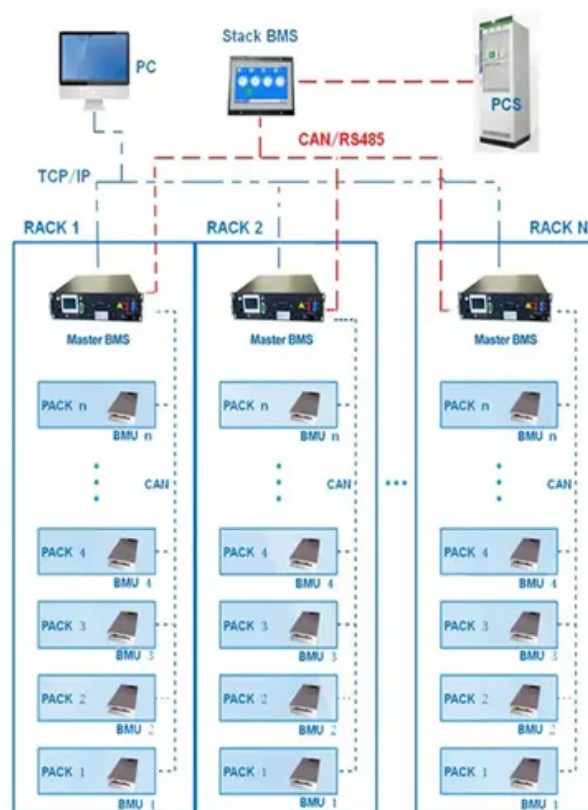 PC
Stack BMS
PCS
CAN/RS485
TCP/IP
RACK 1
RACK 2
RACK N
Master BMS
Master BMS
Master BMS
PACK n
BMU n
PACK n
BMU n
PACK n
BMU n
CAN
CAN
CAN
PACK 4
BMU 4
PACK 4
BMU 4
PACK 4
BMU 4
PACK 3
BMU 3
PACK 3
BMU 3
PACK 3
BMU 3
PACK 2
BMU 2
PACK 2
BMU 2
PACK 2
BMU 2
PACK 1
BMU 1
PACK 1
BMU 1
PACK 1
BMU 1